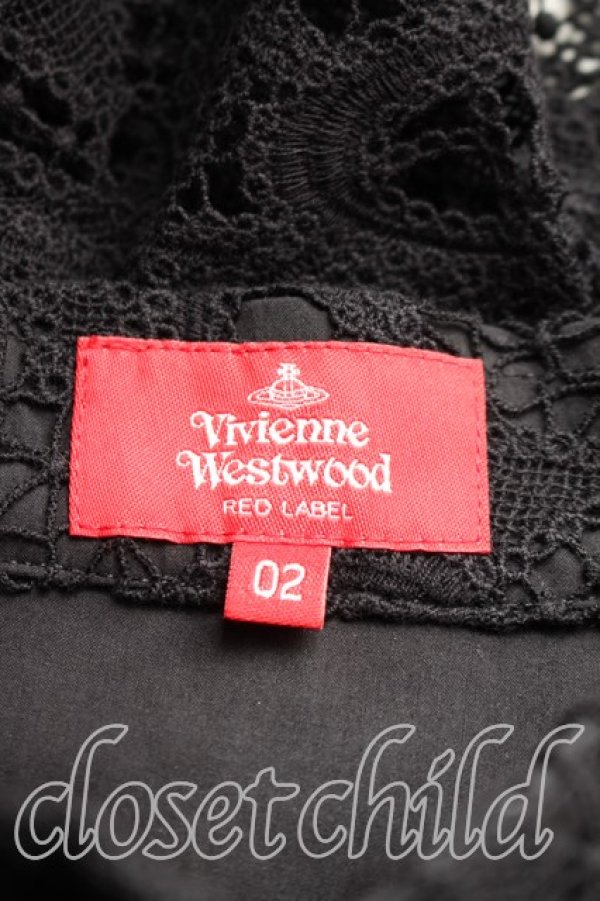 Vivienne
Westwood
RED LABEL
02
closetchild